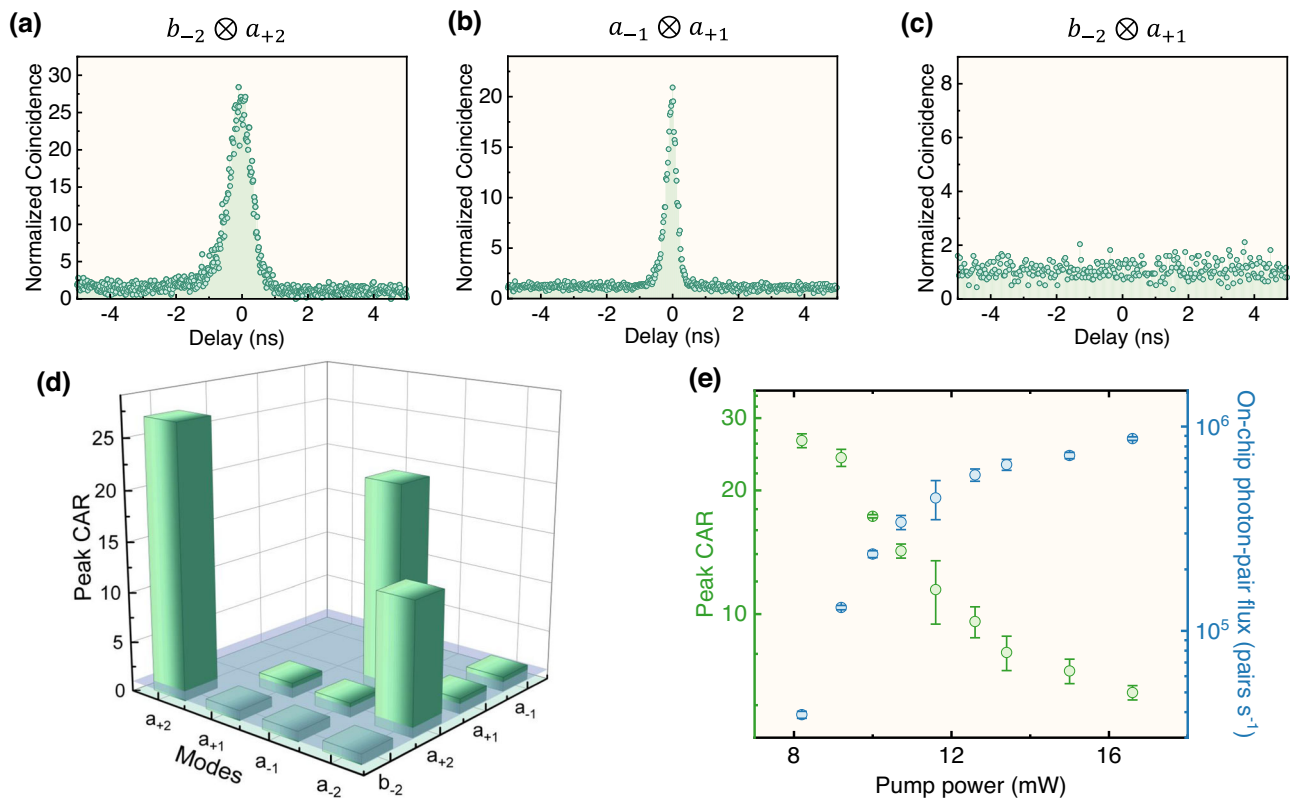 (a)
b₋₂ ⊗ a₊₂
Normalized Coincidence
30
25
20
15
10
5
0
-4 -2 0 2 4
Delay (ns)
(b)
a₋₁ ⊗ a₊₁
Normalized Coincidence
20
15
10
5
0
-4 -2 0 2 4
Delay (ns)
(c)
b₋₂ ⊗ a₊₁
Normalized Coincidence
8
6
4
2
0
-4 -2 0 2 4
Delay (ns)
(d)
Peak CAR
25
20
15
10
5
0
a₊₂
a₊₁
a₋₁
a₋₂
Modes
b₋₂
a₊₂
a₊₁
a₋₁
(e)
Peak CAR
30
20
10
8 12 16
Pump power (mW)
10⁶
10⁵
On-chip photon-pair flux (pairs s⁻¹)